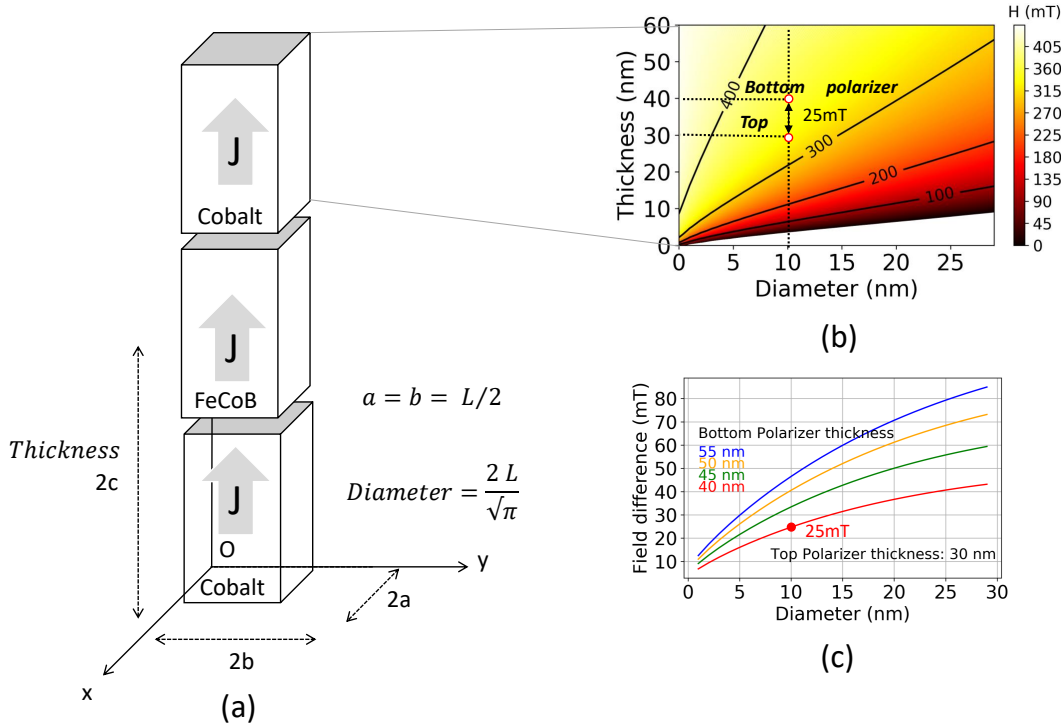 J
Cobalt
J
FeCoB
J
O
Cobalt
Thickness
2c
a = b = L/2
Diameter = 2 L / √π
y
2a
2b
x
(a)
H (mT)
405
360
315
270
225
180
135
90
45
0
Thickness (nm)
60
50
40
30
20
10
0
400
Bottom polarizer
Top
25mT
300
200
100
0 5 10 15 20 25
Diameter (nm)
(b)
Field difference (mT)
80
70
60
50
40
30
20
10
Bottom Polarizer thickness
55 nm
50 nm
45 nm
40 nm
25mT
Top Polarizer thickness: 30 nm
0 5 10 15 20 25 30
Diameter (nm)
(c)